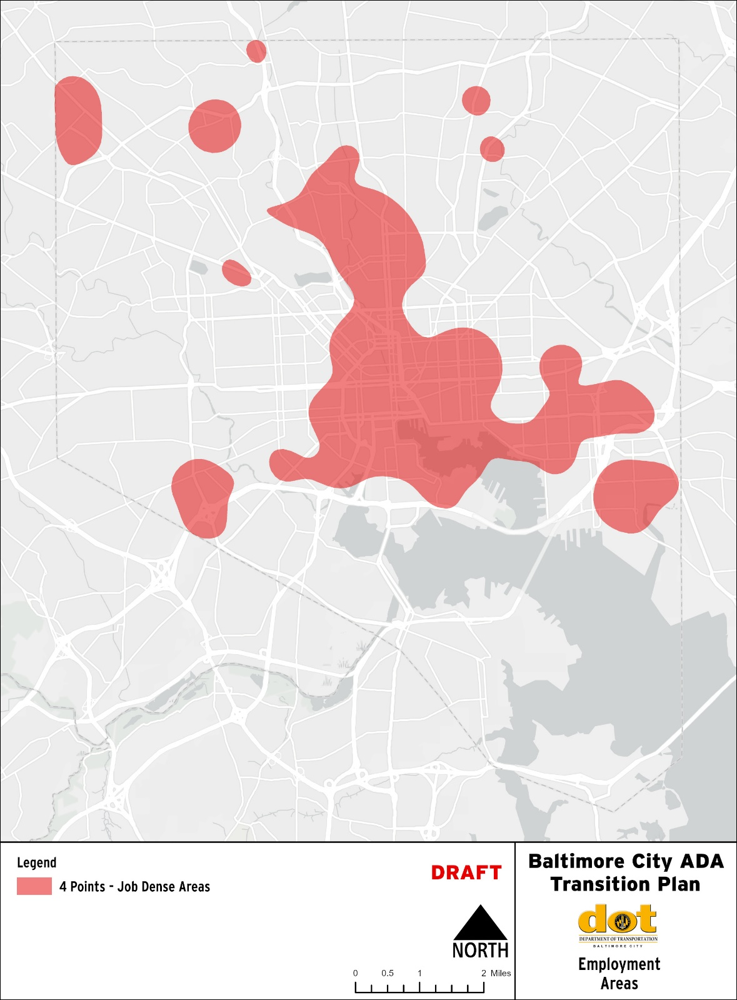 Legend
4 Points - Job Dense Areas
DRAFT
NORTH
0 0.5 1 2 Miles
Baltimore City ADA
Transition Plan
dot
DEPARTMENT OF TRANSPORTATION
BALTIMORE CITY
Employment
Areas